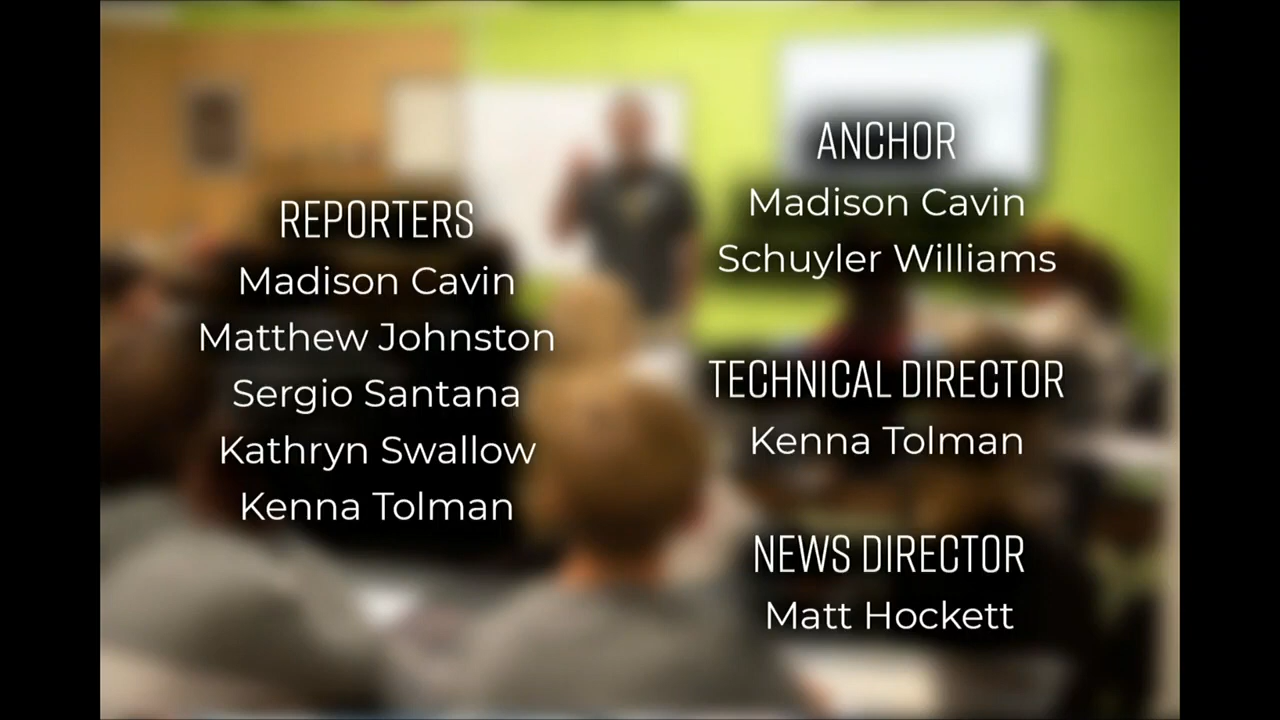 REPORTERS
Madison Cavin
Matthew Johnston
Sergio Santana
Kathryn Swallow
Kenna Tolman
ANCHOR
Madison Cavin
Schuyler Williams
TECHNICAL DIRECTOR
Kenna Tolman
NEWS DIRECTOR
Matt Hockett